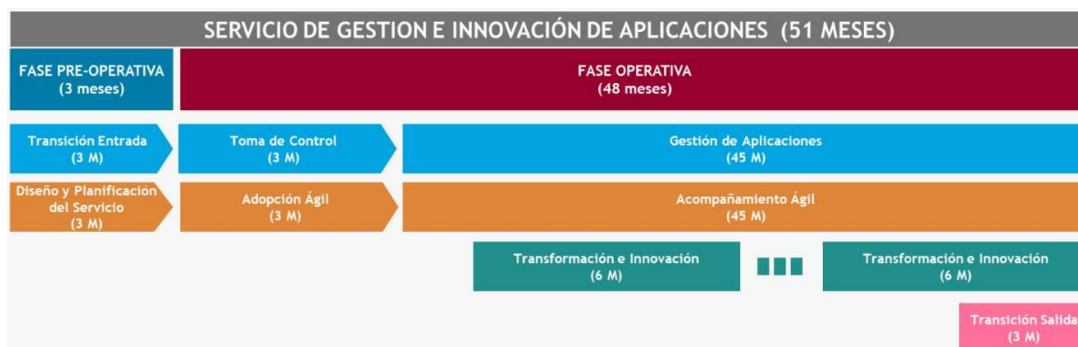 SERVICIO DE GESTION E INNOVACIÓN DE APLICACIONES (51 MESES)
FASE PRE-OPERATIVA
(3 meses)
FASE OPERATIVA
(48 meses)
Transición Entrada
(3 M)
Toma de Control
(3 M)
Gestión de Aplicaciones
(45 M)
Diseño y Planificación
del Servicio
(3 M)
Adopción Ágil
(3 M)
Acompañamiento Ágil
(45 M)
Transformación e Innovación
(6 M)
Transformación e Innovación
(6 M)
Transición Salida
(3 M)